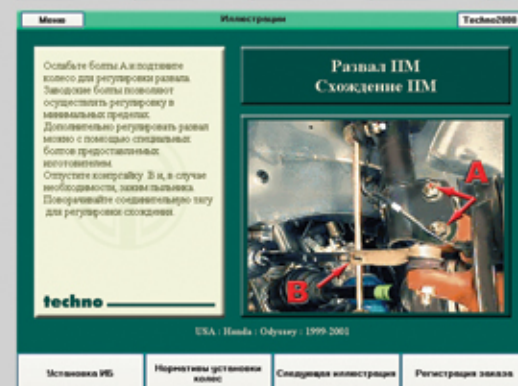 Меню
Иллюстрации
Techno2000
Ослабьте болты А и подтяните
колесо для регулировки развала.
Заводские болты позволяют
осуществлять регулировку в
минимальных пределах.
Дополнительно регулировать развал
можно с помощью специальных
болтов предоставляемых
изготовителем.
Отпустите контргайку В и, в случае
необходимости, зажим пыльника.
Поворачивайте соединительную тягу
для регулировки схождения.
techno
Развал ПМ
Схождение ПМ
A
B
USA : Honda : Odyssey : 1999-2001
Установка ИБ
Нормативы установки
колес
Следующая иллюстрация
Регистрация заказа